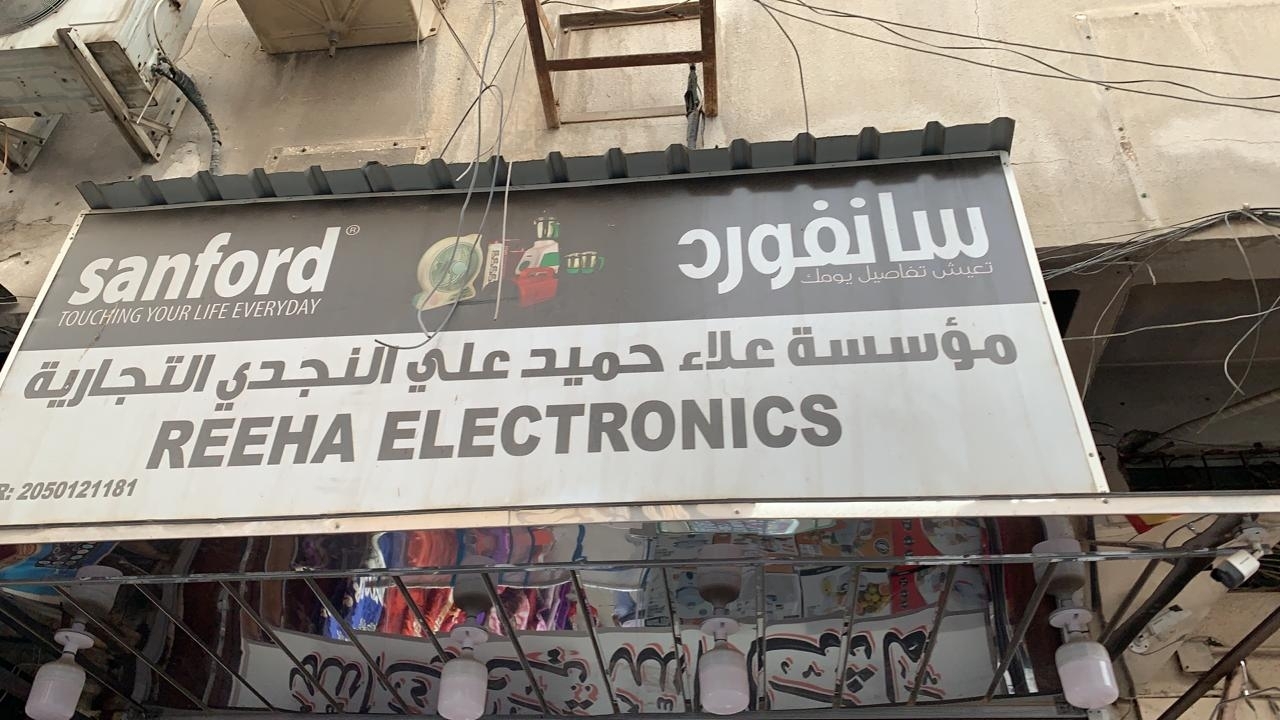 sanford®
TOUCHING YOUR LIFE EVERYDAY
سانفورد
تعيش تفاصيل يومك
مؤسسة علاء حميد علي النجدي التجارية
REEHA ELECTRONICS
R: 2050121181